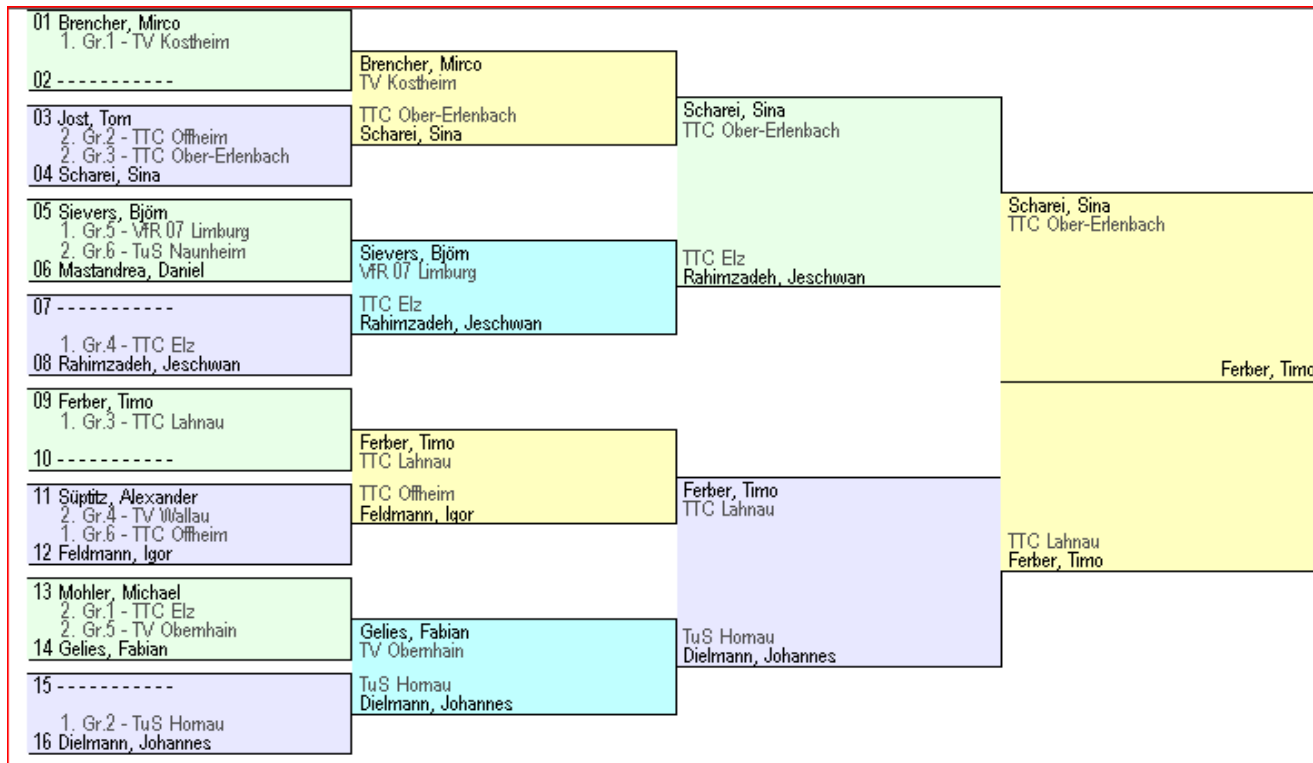 01 Brencher, Mirco
1. Gr.1 - TV Kostheim
02 - - - - - - - - - - -
03 Jost, Tom
2. Gr.2 - TTC Offheim
2. Gr.3 - TTC Ober-Erlenbach
04 Scharei, Sina
05 Sievers, Björn
1. Gr.5 - VfR 07 Limburg
2. Gr.6 - TuS Naunheim
06 Mastandrea, Daniel
07 - - - - - - - - - - -
1. Gr.4 - TTC Elz
08 Rahimzadeh, Jeschwan
09 Ferber, Timo
1. Gr.3 - TTC Lahnau
10 - - - - - - - - - - -
11 Süptitz, Alexander
2. Gr.4 - TV Wallau
1. Gr.6 - TTC Offheim
12 Feldmann, Igor
13 Mohler, Michael
2. Gr.1 - TTC Elz
2. Gr.5 - TV Obernhain
14 Gelies, Fabian
15 - - - - - - - - - - -
1. Gr.2 - TuS Hornau
16 Dielmann, Johannes
Brencher, Mirco
TV Kostheim
TTC Ober-Erlenbach
Scharei, Sina
Sievers, Björn
VfR 07 Limburg
TTC Elz
Rahimzadeh, Jeschwan
Ferber, Timo
TTC Lahnau
TTC Offheim
Feldmann, Igor
Gelies, Fabian
TV Obernhain
TuS Hornau
Dielmann, Johannes
Scharei, Sina
TTC Ober-Erlenbach
TTC Elz
Rahimzadeh, Jeschwan
Ferber, Timo
TTC Lahnau
TuS Hornau
Dielmann, Johannes
Scharei, Sina
TTC Ober-Erlenbach
TTC Lahnau
Ferber, Timo
Ferber, Timo